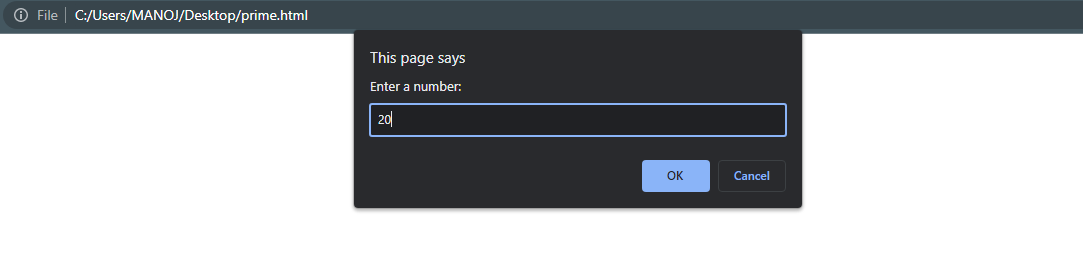 File C:/Users/MANOJ/Desktop/prime.html
This page says
Enter a number:
20
OK Cancel